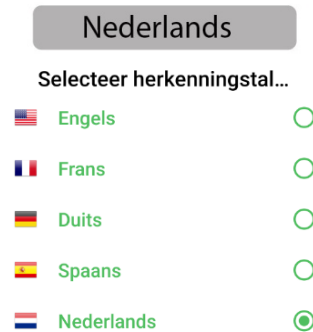 Nederlands
Selecteer herkenningstal…
Engels
Frans
Duits
Spaans
Nederlands